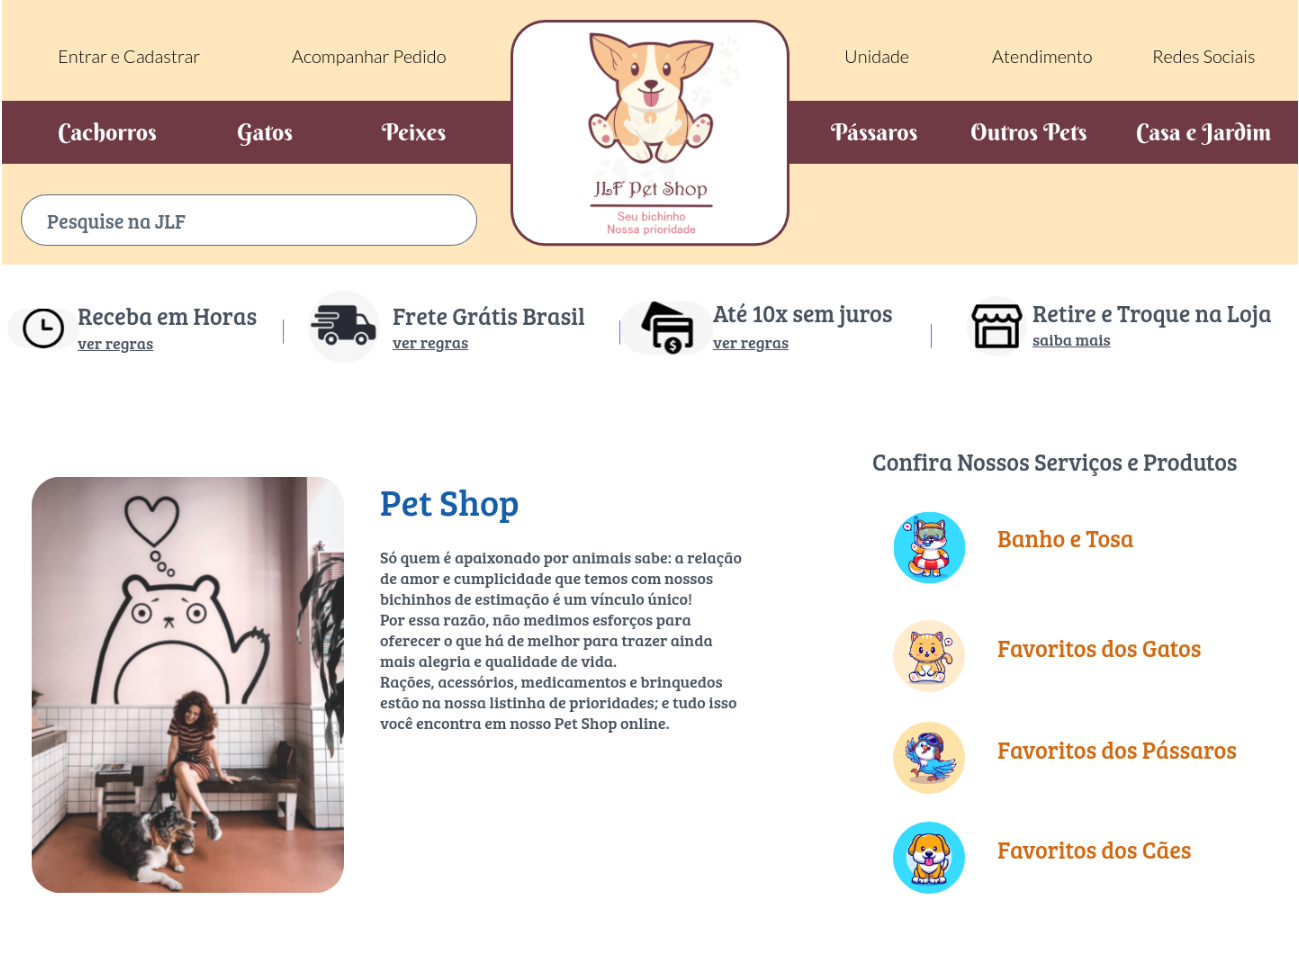 Entrar e Cadastrar
Acompanhar Pedido
Unidade
Atendimento
Redes Sociais
Cachorros
Gatos
Peixes
Pássaros
Outros Pets
Casa e Jardim
JLF Pet Shop
Seu bichinho
Nossa prioridade
Pesquise na JLF
Receba em Horas
ver regras
Frete Grátis Brasil
ver regras
Até 10x sem juros
ver regras
Retire e Troque na Loja
saiba mais
Pet Shop
Só quem é apaixonado por animais sabe: a relação
de amor e cumplicidade que temos com nossos
bichinhos de estimação é um vínculo único!
Por essa razão, não medimos esforços para
oferecer o que há de melhor para trazer ainda
mais alegria e qualidade de vida.
Rações, acessórios, medicamentos e brinquedos
estão na nossa listinha de prioridades; e tudo isso
você encontra em nosso Pet Shop online.
Confira Nossos Serviços e Produtos
Banho e Tosa
Favoritos dos Gatos
Favoritos dos Pássaros
Favoritos dos Cães